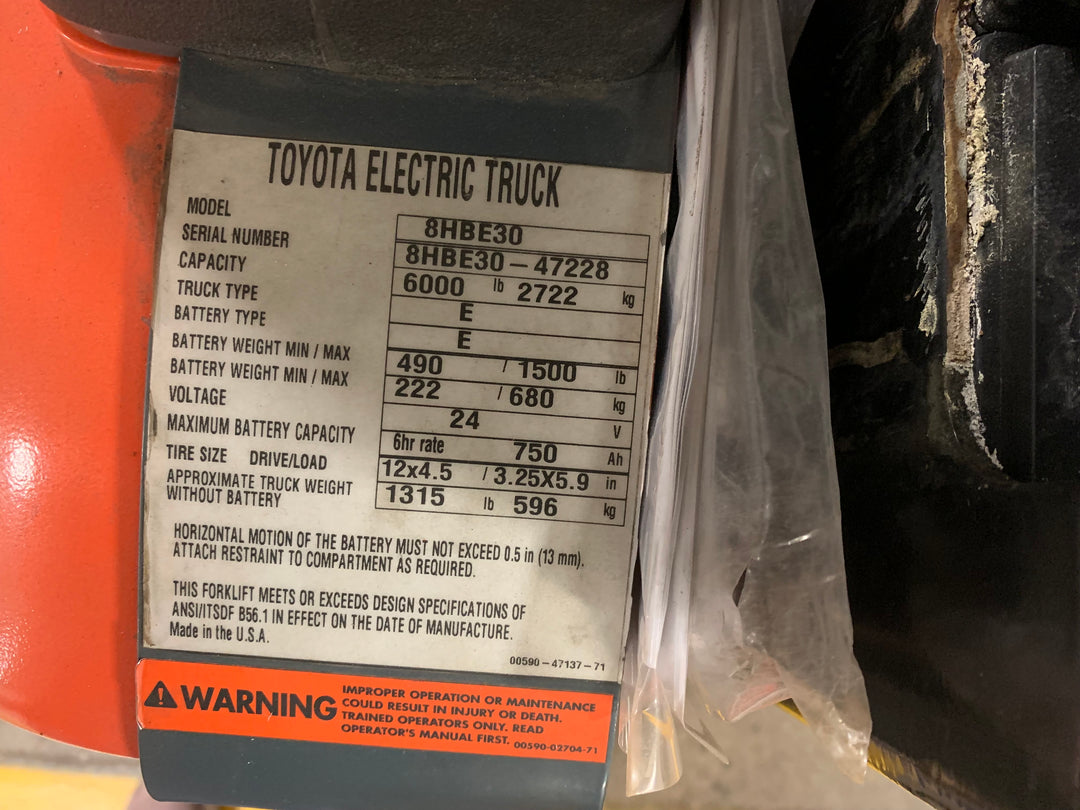 TOYOTA ELECTRIC TRUCK
MODEL 8HBE30
SERIAL NUMBER 8HBE30-47228
CAPACITY 6000 lb 2722 kg
TRUCK TYPE E
BATTERY TYPE E
BATTERY WEIGHT MIN / MAX 490 / 1500 lb
BATTERY WEIGHT MIN / MAX 222 / 680 kg
VOLTAGE 24 V
MAXIMUM BATTERY CAPACITY 6hr rate 750 Ah
TIRE SIZE DRIVE/LOAD 12x4.5 / 3.25X5.9 in
APPROXIMATE TRUCK WEIGHT
WITHOUT BATTERY 1315 lb 596 kg
HORIZONTAL MOTION OF THE BATTERY MUST NOT EXCEED 0.5 in (13 mm).
ATTACH RESTRAINT TO COMPARTMENT AS REQUIRED.
THIS FORKLIFT MEETS OR EXCEEDS DESIGN SPECIFICATIONS OF
ANSI/ITSDF B56.1 IN EFFECT ON THE DATE OF MANUFACTURE.
Made in the U.S.A.
00590-47137-71
WARNING
IMPROPER OPERATION OR MAINTENANCE
COULD RESULT IN INJURY OR DEATH.
TRAINED OPERATORS ONLY. READ
OPERATOR'S MANUAL FIRST. 00590-02704-71